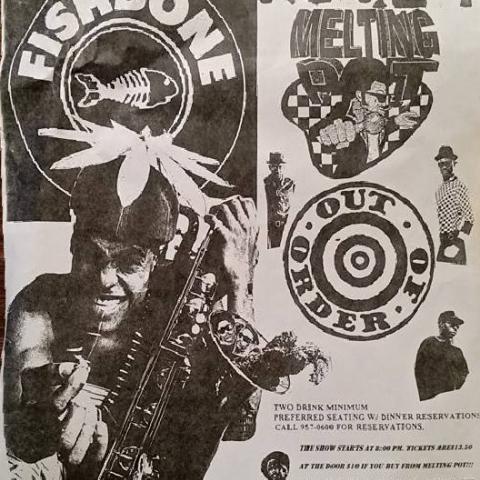 FISHBONE
MELTING
POT
OUT
OF
ORDER
TWO DRINK MINIMUM
PREFERRED SEATING W/ DINNER RESERVATIONS
CALL 957-0600 FOR RESERVATIONS.
THE SHOW STARTS AT 8:00 PM. TICKETS ARE $13.50
AT THE DOOR $10 IF YOU BUY FROM MELTING POT!!!